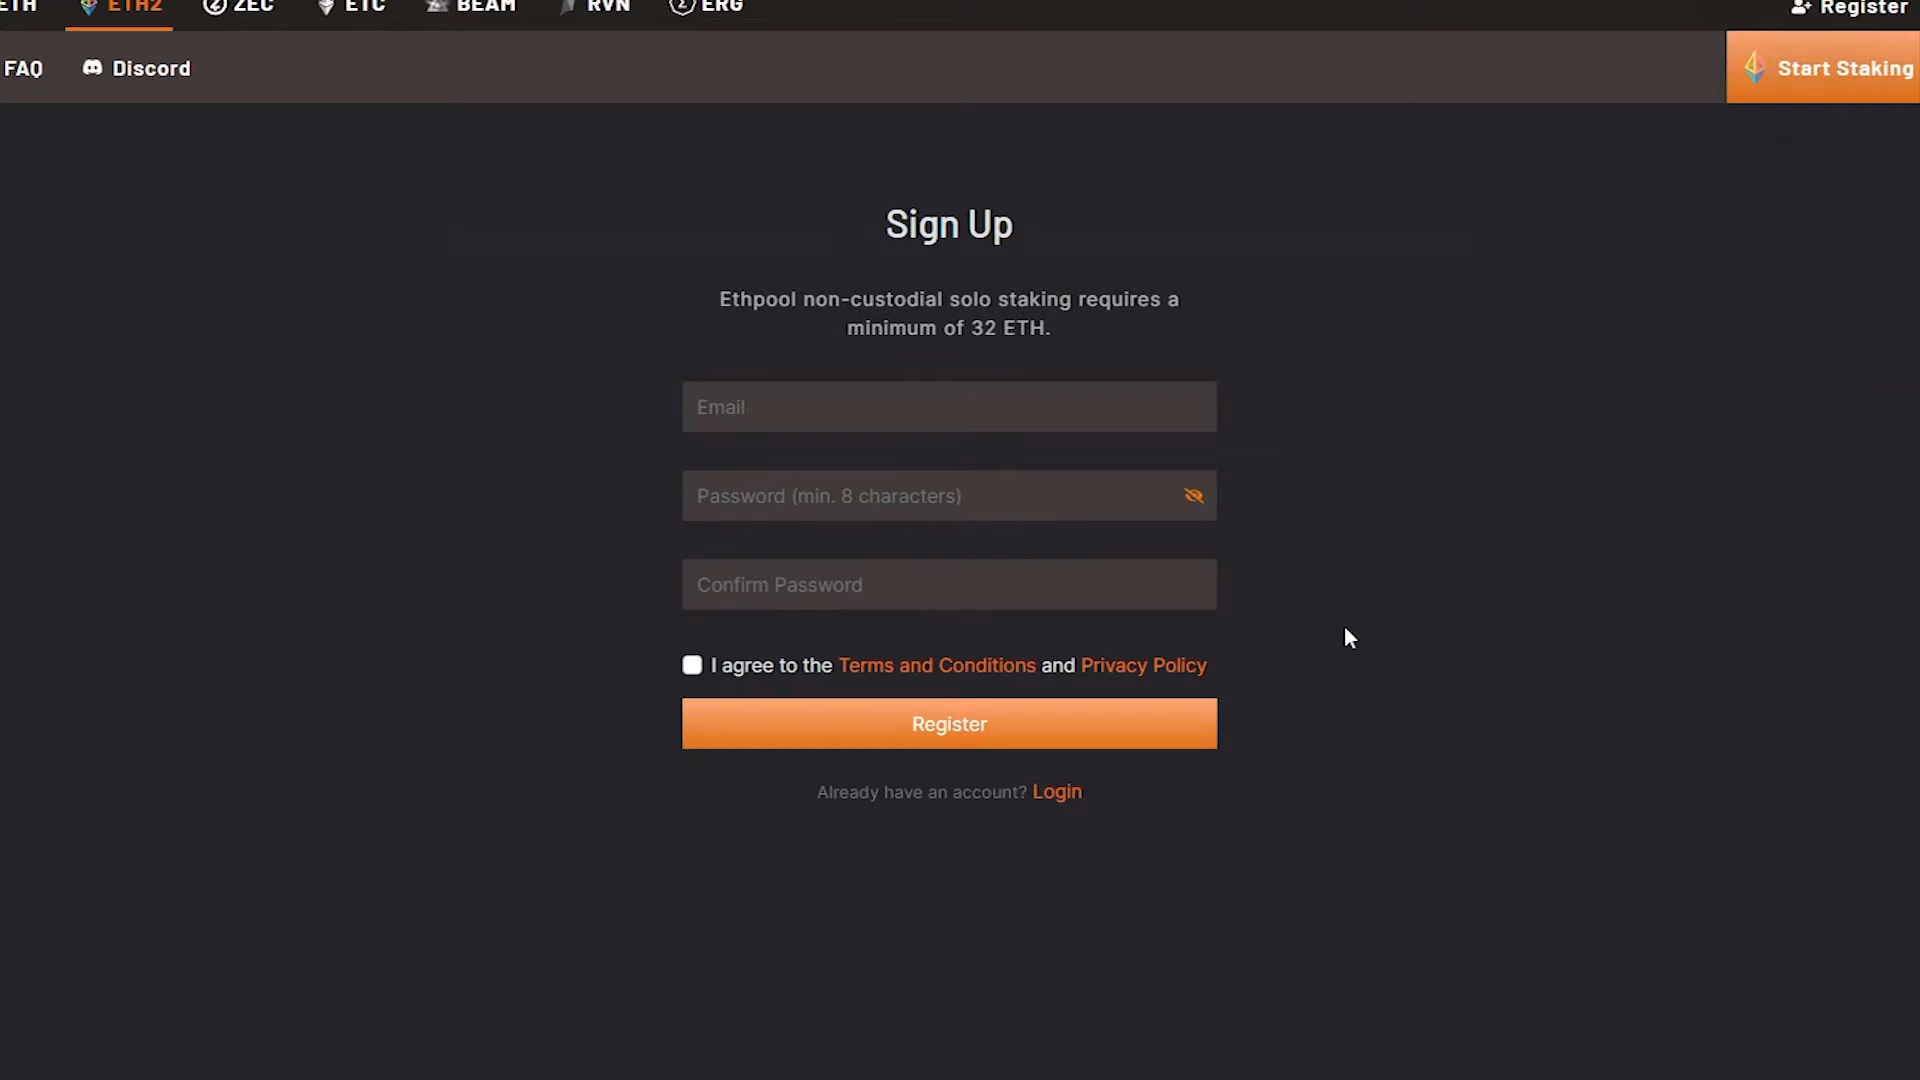 ETH ETH2 ZEC ETC BEAM RVN ERG Register
FAQ Discord Start Staking
Sign Up
Ethpool non-custodial solo staking requires a
minimum of 32 ETH.
Email
Password (min. 8 characters)
Confirm Password
I agree to the Terms and Conditions and Privacy Policy
Register
Already have an account? Login